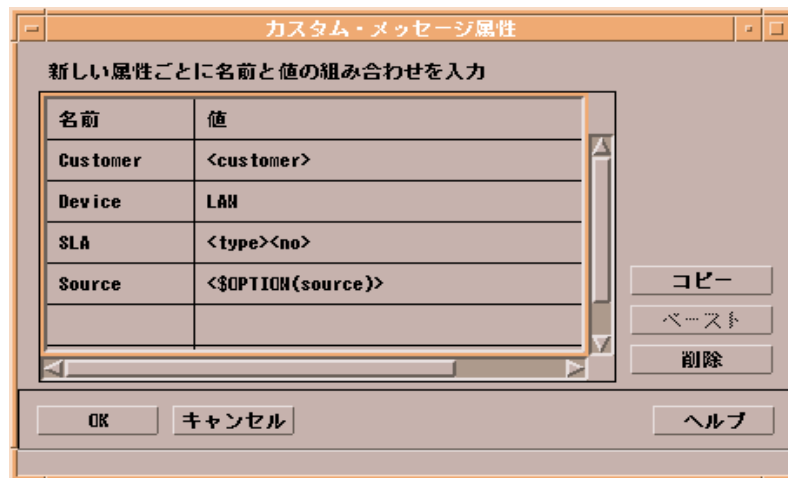 カスタム・メッセージ属性
新しい属性ごとに名前と値の組み合わせを入力
名前 値
Customer <customer>
Device LAN
SLA <type><no>
Source <$OPTION(source)>
コピー
ペースト
削除
OK キャンセル ヘルプ